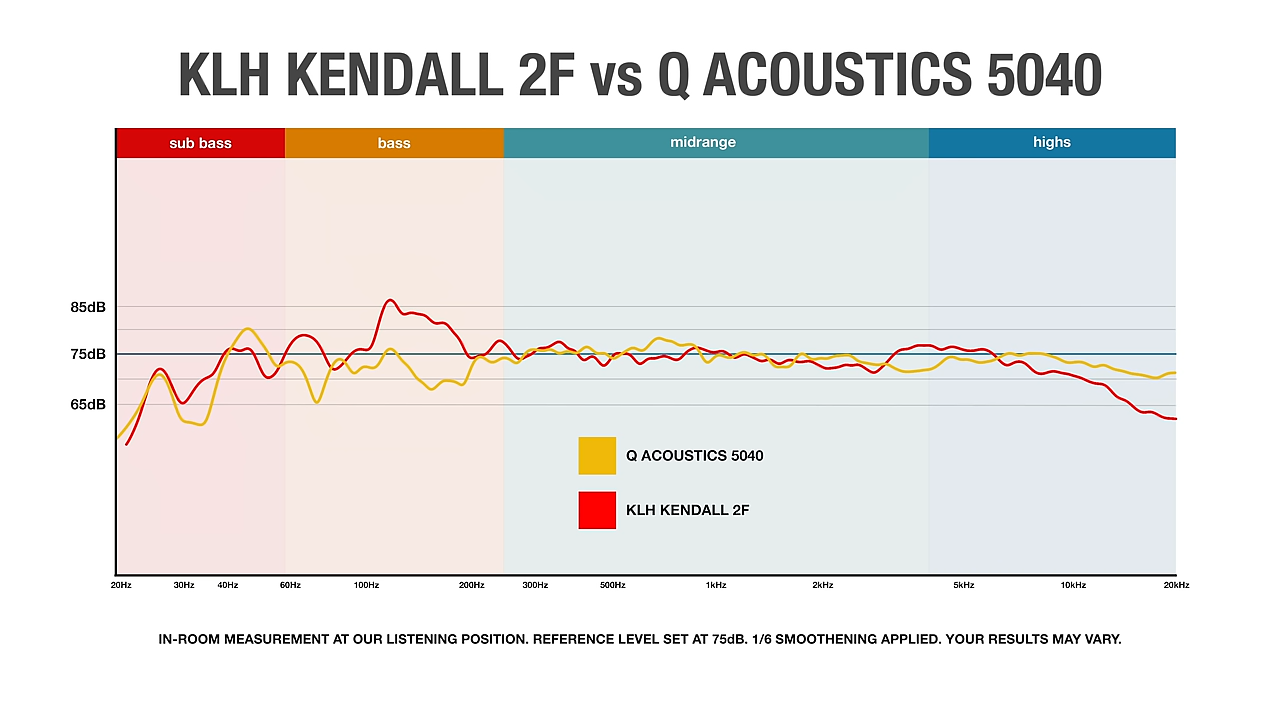 KLH KENDALL 2F vs Q ACOUSTICS 5040
sub bass bass midrange highs
85dB
75dB
65dB
Q ACOUSTICS 5040
KLH KENDALL 2F
20Hz 30Hz 40Hz 60Hz 100Hz 200Hz 300Hz 500Hz 1kHz 2kHz 5kHz 10kHz 20kHz
IN-ROOM MEASUREMENT AT OUR LISTENING POSITION. REFERENCE LEVEL SET AT 75dB. 1/6 SMOOTHENING APPLIED. YOUR RESULTS MAY VARY.